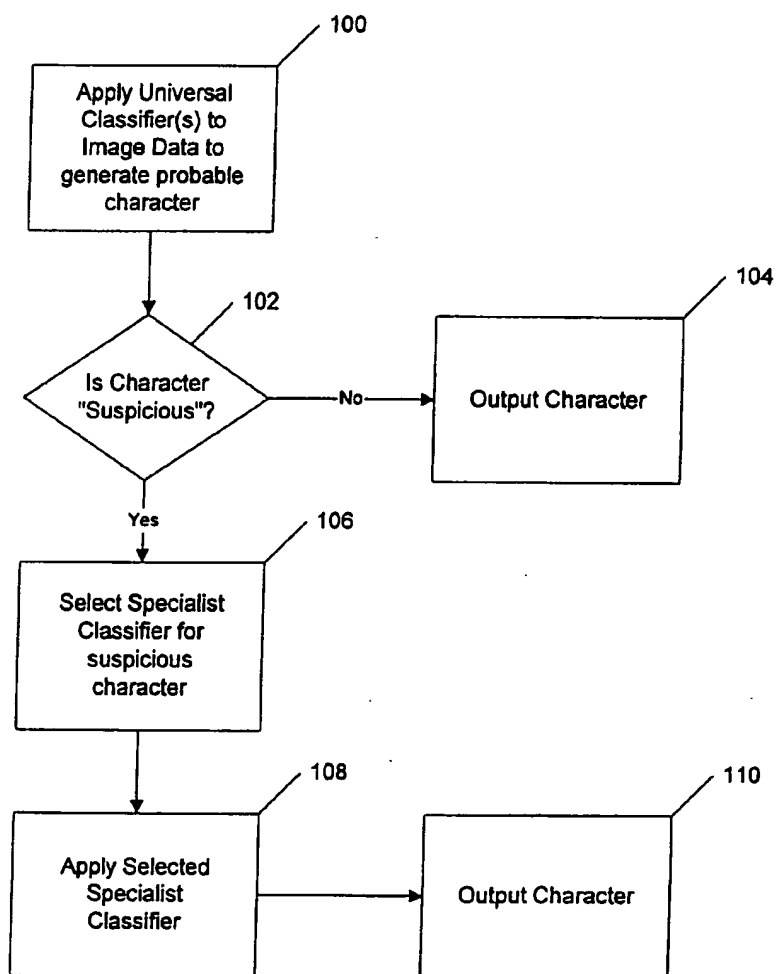 100
Apply Universal
Classifier(s) to
Image Data to
generate probable
character
102
Is Character
"Suspicious"?
No
104
Output Character
Yes
106
Select Specialist
Classifier for
suspicious
character
108
Apply Selected
Specialist
Classifier
110
Output Character